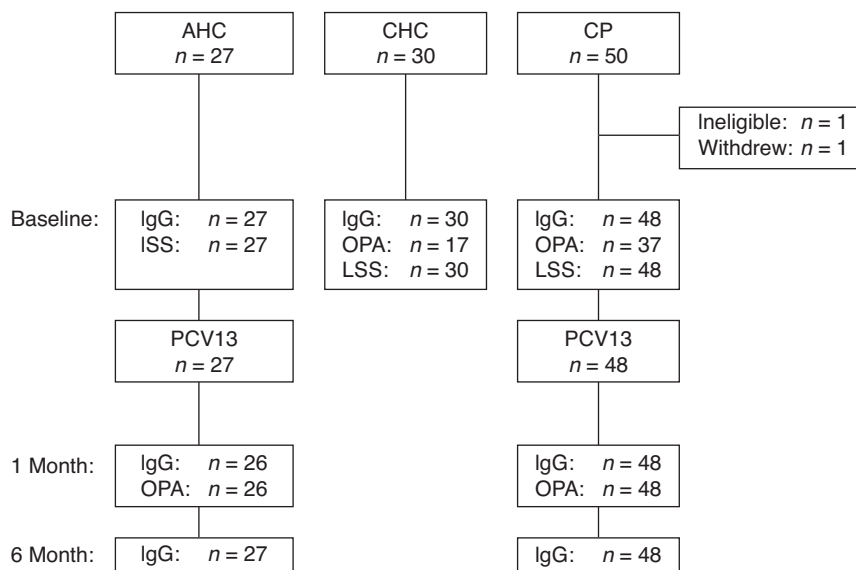 AHC
n = 27
CHC
n = 30
CP
n = 50
Ineligible: n = 1
Withdrew: n = 1
Baseline:
IgG: n = 27
ISS: n = 27
IgG: n = 30
OPA: n = 17
LSS: n = 30
IgG: n = 48
OPA: n = 37
LSS: n = 48
PCV13
n = 27
PCV13
n = 48
1 Month:
IgG: n = 26
OPA: n = 26
IgG: n = 48
OPA: n = 48
6 Month:
IgG: n = 27
IgG: n = 48